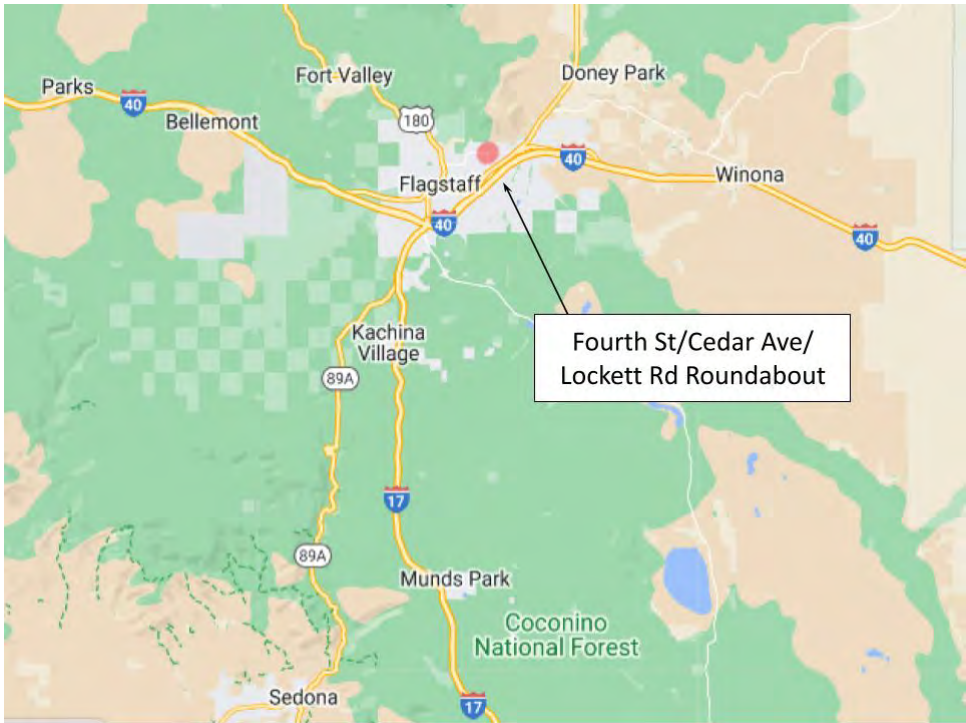 Fort Valley
Doney Park
Parks
40
Bellemont
180
40
Winona
Flagstaff
40
40
Kachina
Village
Fourth St/Cedar Ave/
Lockett Rd Roundabout
89A
17
89A
Munds Park
Coconino
National Forest
Sedona
17